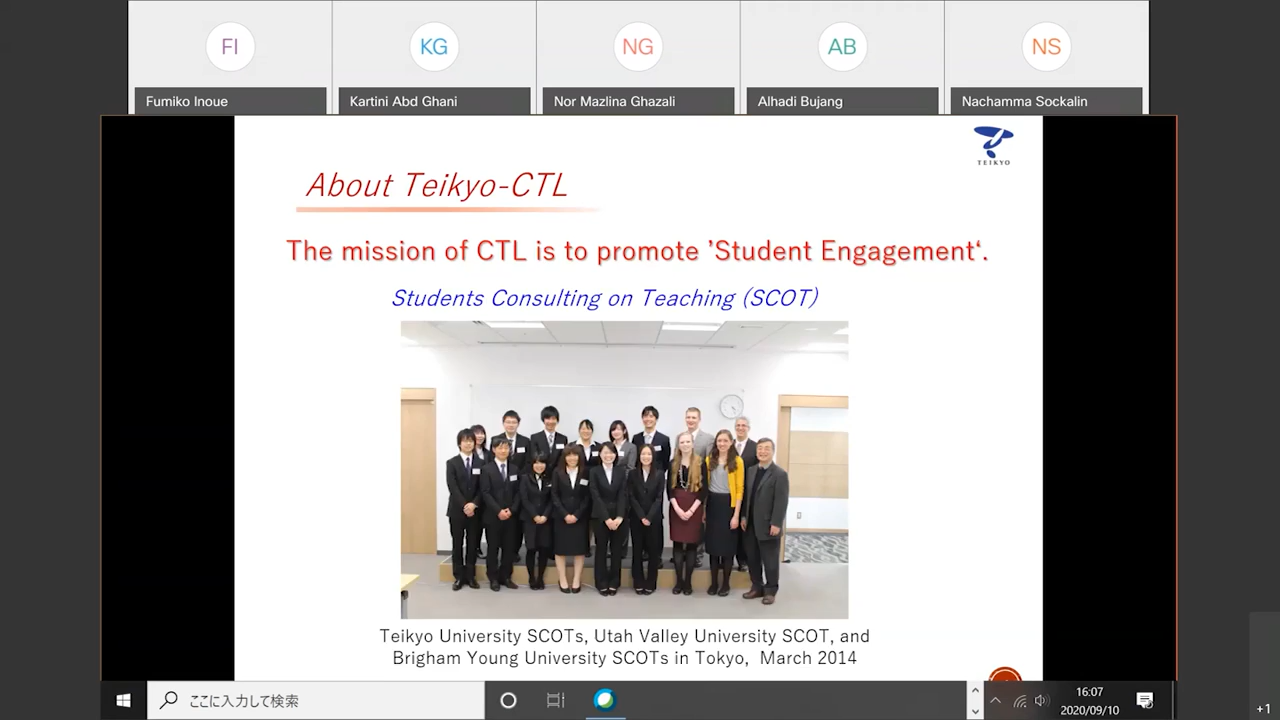 FI
KG
NG
AB
NS
Fumiko Inoue
Kartini Abd Ghani
Nor Mazlina Ghazali
Alhadi Bujang
Nachamma Sockalin
TEIKYO
About Teikyo-CTL
The mission of CTL is to promote ’Student Engagement‘.
Students Consulting on Teaching (SCOT)
Teikyo University SCOTs, Utah Valley University SCOT, and
Brigham Young University SCOTs in Tokyo, March 2014
ここに入力して検索
16:07
2020/09/10
+1